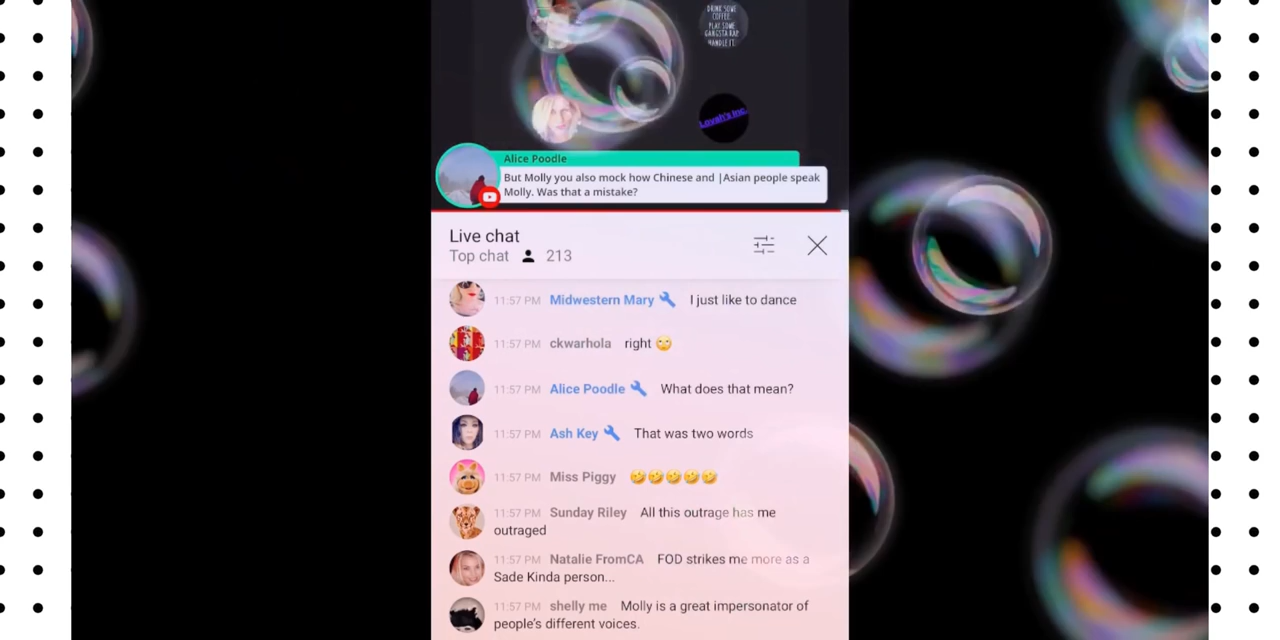 DRINK SOME
COFFEE.
PLAY SOME
GANGSTA RAP
HANDLE IT.
Lovah's Inc.
Alice Poodle
But Molly you also mock how Chinese and |Asian people speak
Molly. Was that a mistake?
Live chat
Top chat 213
11:57 PM Midwestern Mary I just like to dance
11:57 PM ckwarhola right 🙄
11:57 PM Alice Poodle What does that mean?
11:57 PM Ash Key That was two words
11:57 PM Miss Piggy 🤣🤣🤣🤣🤣
11:57 PM Sunday Riley All this outrage has me
outraged
11:57 PM Natalie FromCA FOD strikes me more as a
Sade Kinda person...
11:57 PM shelly me Molly is a great impersonator of
people's different voices.